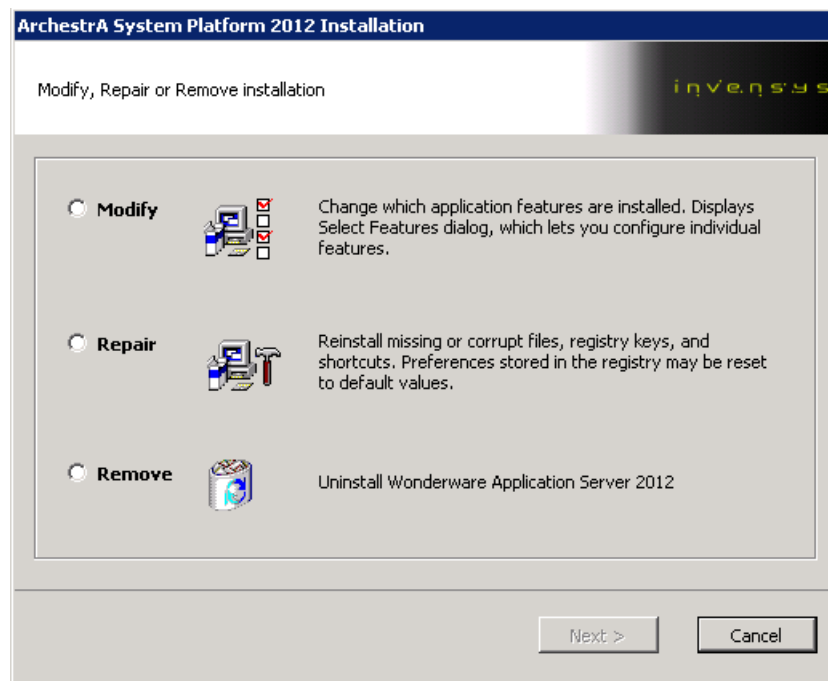 ArchestrA System Platform 2012 Installation
Modify, Repair or Remove installation
invensys
Modify
Change which application features are installed. Displays
Select Features dialog, which lets you configure individual
features.
Repair
Reinstall missing or corrupt files, registry keys, and
shortcuts. Preferences stored in the registry may be reset
to default values.
Remove
Uninstall Wonderware Application Server 2012
Next >
Cancel